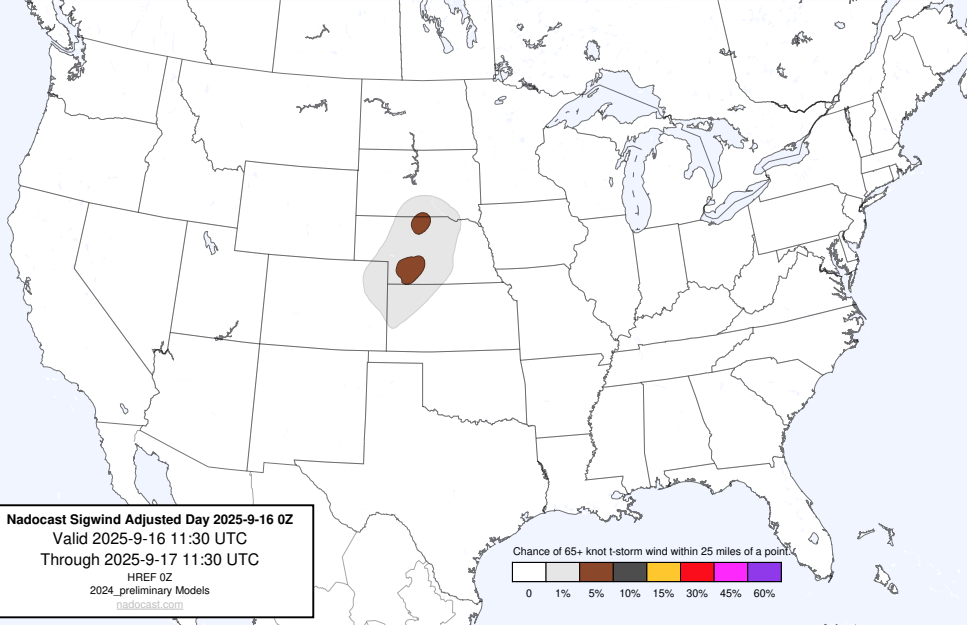 Nadocast Sigwind Adjusted Day 2025-9-16 0Z
Valid 2025-9-16 11:30 UTC
Through 2025-9-17 11:30 UTC
HREF 0Z
2024_preliminary Models
nadocast.com
Chance of 65+ knot t-storm wind within 25 miles of a point.
0 1% 5% 10% 15% 30% 45% 60%